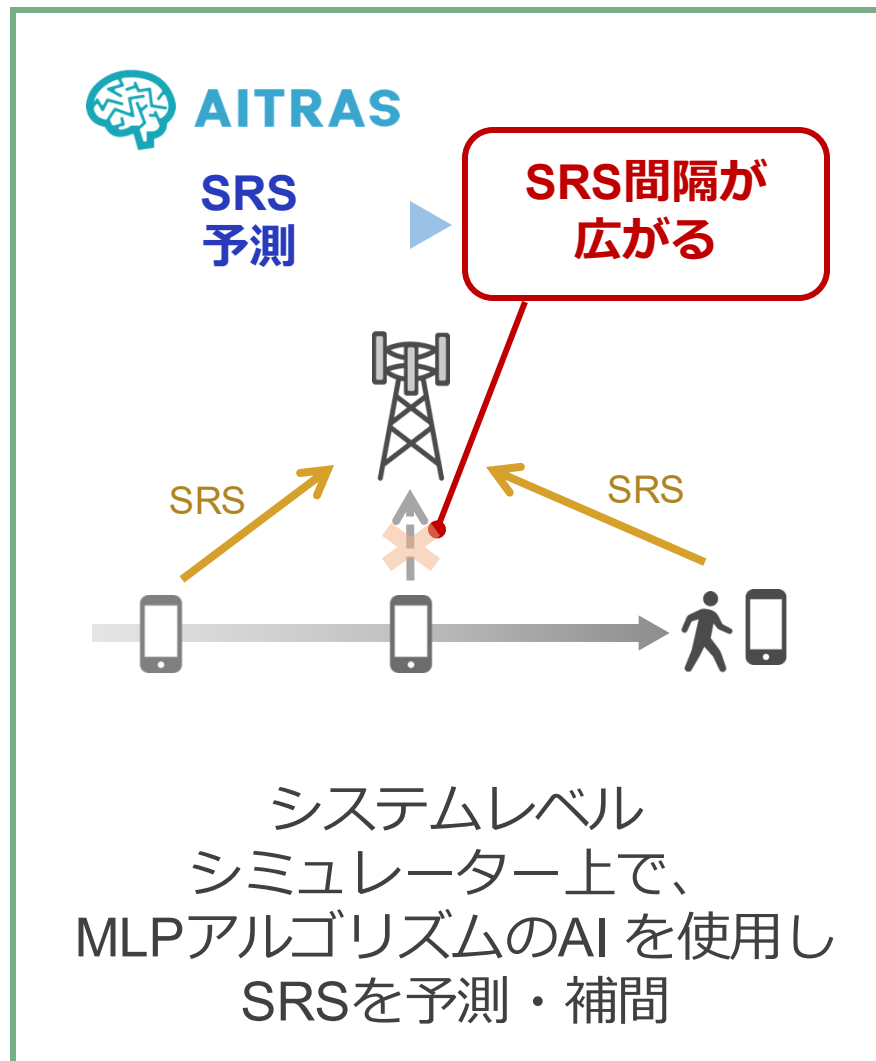 AITRAS
SRS
予測
SRS間隔が
広がる
SRS
SRS
システムレベル
シミュレーター上で、
MLPアルゴリズムのAI を使用し
SRSを予測・補間